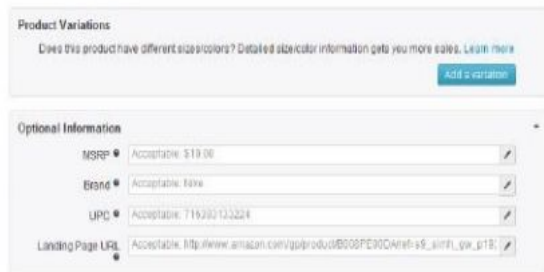 Product Variations
Does this product have different sizes/colors? Detailed size/color information gets you more sales. Learn more
Add a variation
Optional Information
MSRP Acceptable: $19.00
Brand Acceptable: Nike
UPC Acceptable:
Landing Page URL Acceptable: